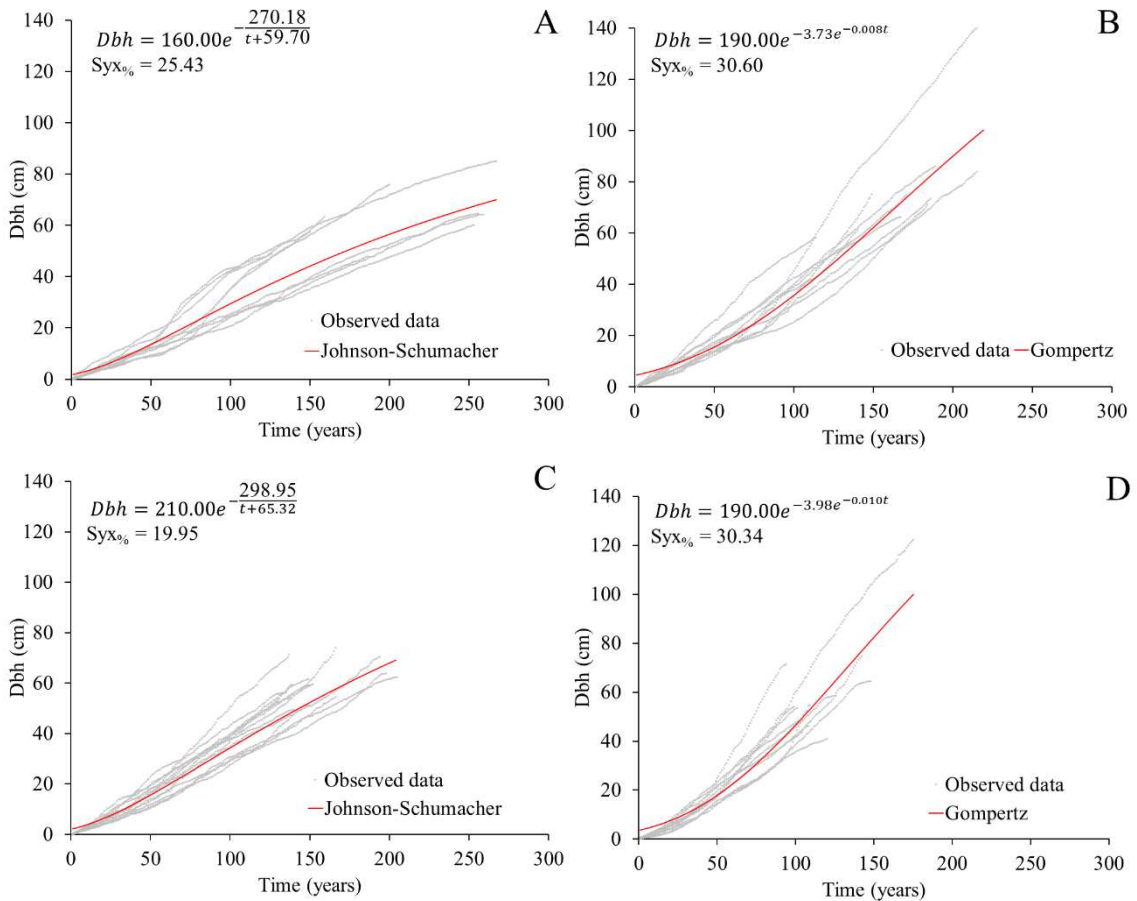 A
Dbh = 160.00e^{-\frac{270.18}{t+59.70}}
Syx% = 25.43
140
120
100
80
60
40
20
0
Dbh (cm)
Observed data
Johnson-Schumacher
0 50 100 150 200 250 300
Time (years)
B
Dbh = 190.00e^{-3.73e^{-0.008t}}
Syx% = 30.60
140
120
100
80
60
40
20
0
Dbh (cm)
Observed data Gompertz
0 50 100 150 200 250 300
Time (years)
C
Dbh = 210.00e^{-\frac{298.95}{t+65.32}}
Syx% = 19.95
140
120
100
80
60
40
20
0
Dbh (cm)
Observed data
Johnson-Schumacher
0 50 100 150 200 250 300
Time (years)
D
Dbh = 190.00e^{-3.98e^{-0.010t}}
Syx% = 30.34
140
120
100
80
60
40
20
0
Dbh (cm)
Observed data
Gompertz
0 50 100 150 200 250 300
Time (years)